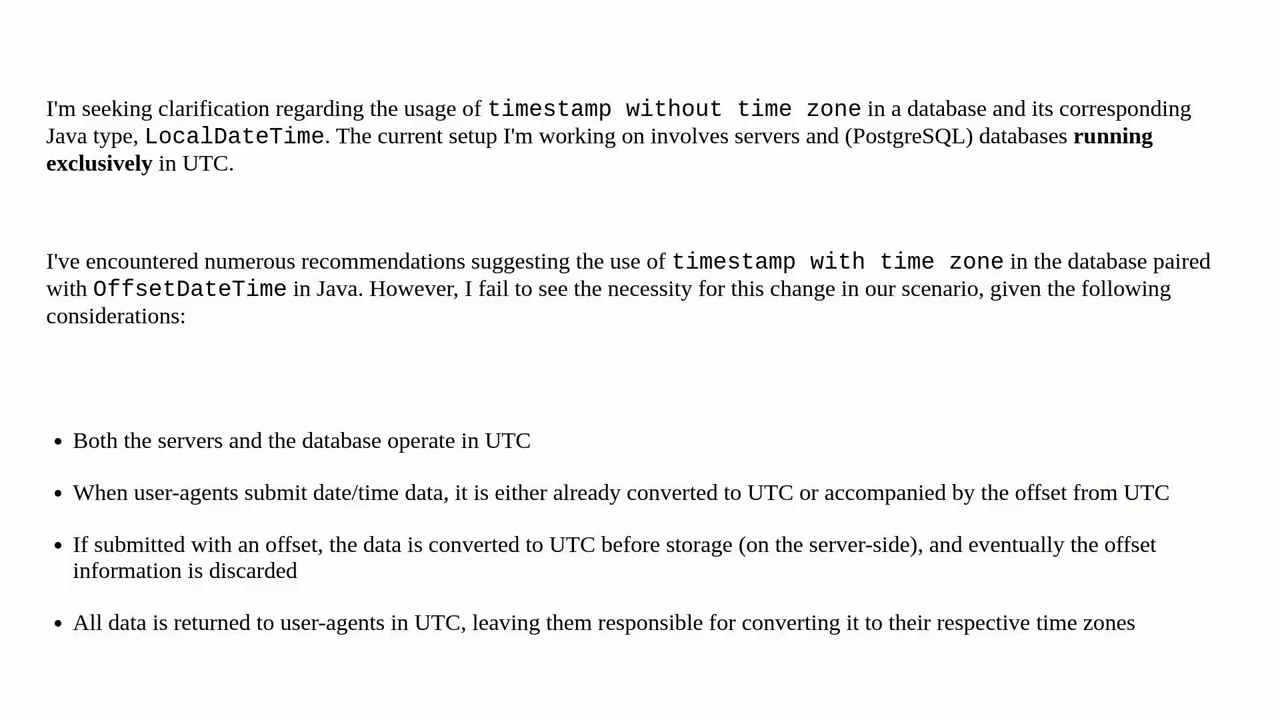 I'm seeking clarification regarding the usage of timestamp without time zone in a database and its corresponding
Java type, LocalDateTime. The current setup I'm working on involves servers and (PostgreSQL) databases running
exclusively in UTC.
I've encountered numerous recommendations suggesting the use of timestamp with time zone in the database paired
with OffsetDateTime in Java. However, I fail to see the necessity for this change in our scenario, given the following
considerations:
• Both the servers and the database operate in UTC
• When user-agents submit date/time data, it is either already converted to UTC or accompanied by the offset from UTC
• If submitted with an offset, the data is converted to UTC before storage (on the server-side), and eventually the offset
information is discarded
• All data is returned to user-agents in UTC, leaving them responsible for converting it to their respective time zones